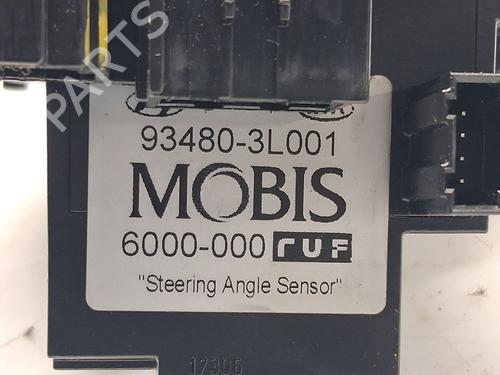 PARTS
93480-3L001
MOBIS
6000-000 ruf
"Steering Angle Sensor"
17306